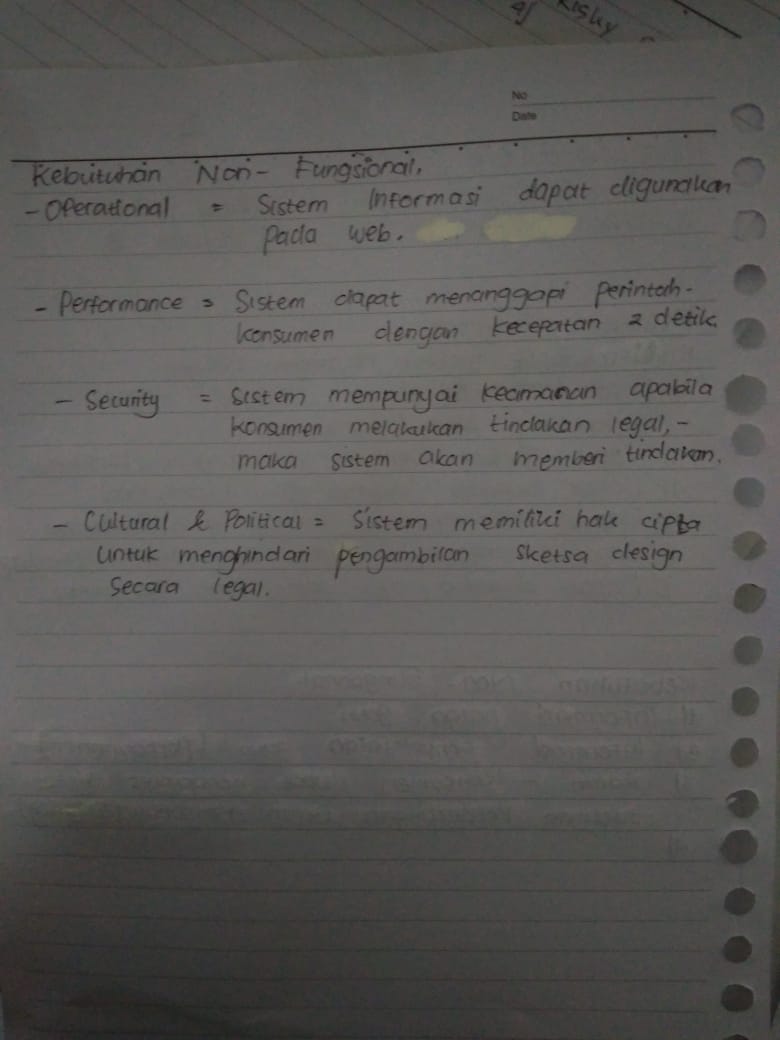 Risky
No
Date
Kebutuhan Non-Fungsional.
- Operational = Sistem Informasi dapat digunakan
pada web.
- Performance = Sistem dapat menanggapi perintah-
konsumen dengan kecepatan 2 detik.
- Security = Sistem mempunyai keamanan apabila
konsumen melakukan tindakan legal,-
maka sistem akan memberi tindakan.
- Cultural & Political = Sistem memiliki hak cipta
untuk menghindari pengambilan sketsa design
secara legal.